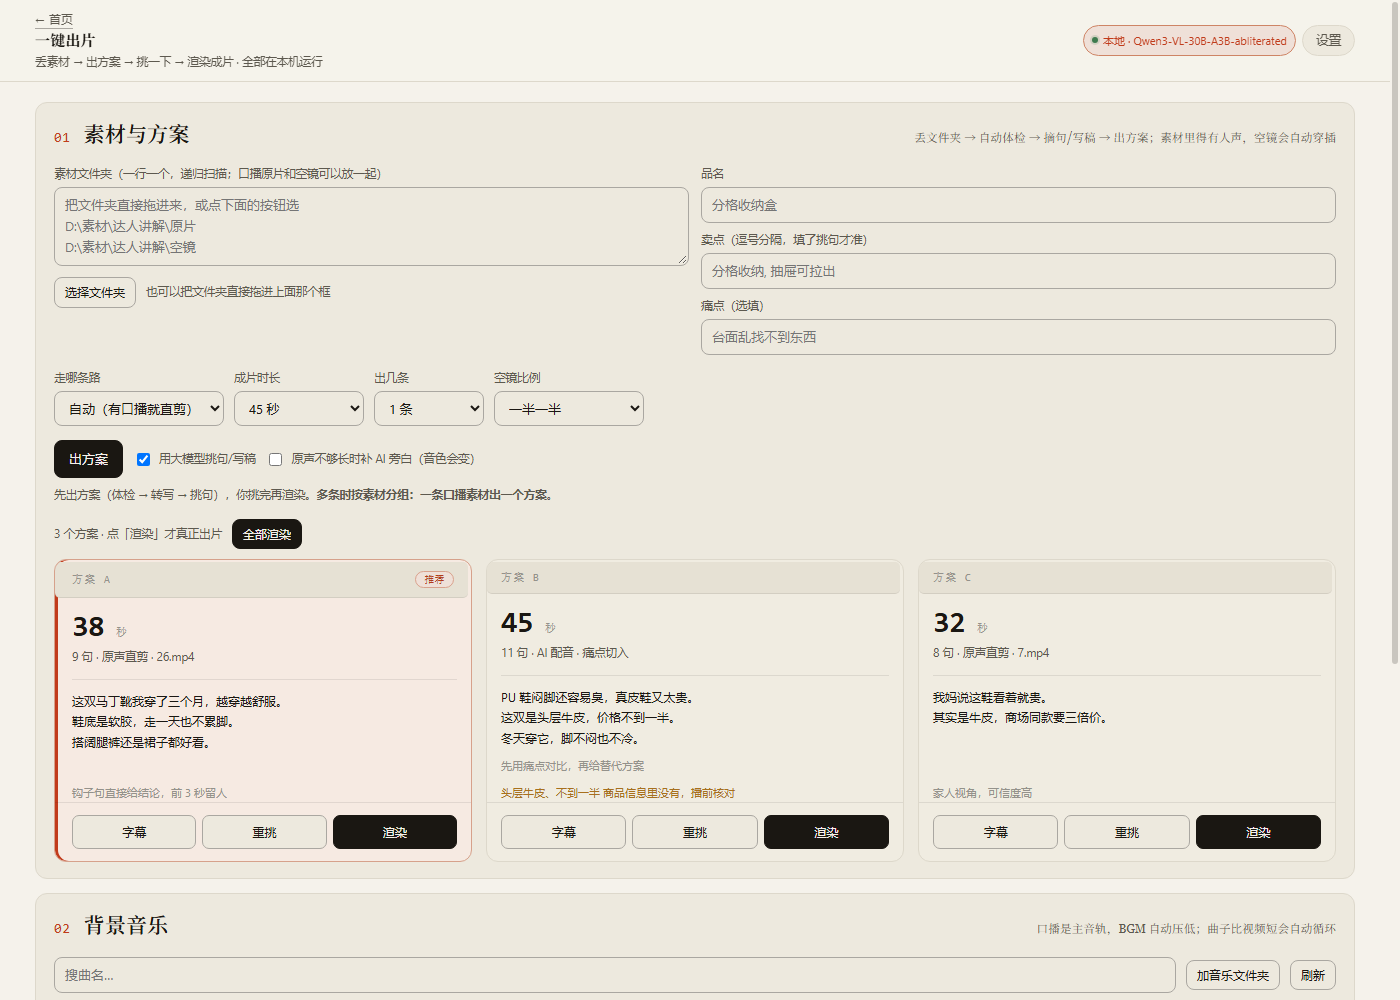 ← 首页
一键出片
丢素材 → 出方案 → 挑一下 → 渲染成片 · 全部在本机运行
本地 · Qwen3-VL-30B-A3B-abliterated
设置
01 素材与方案
丢文件夹 → 自动体检 → 摘句/写稿 → 出方案；素材里得有人声，空镜会自动穿插
素材文件夹（一行一个，递归扫描；口播原片和空镜可以放一起）
把文件夹直接拖进来，或点下面的按钮选
D:\素材\达人讲解\原片
D:\素材\达人讲解\空镜
选择文件夹 也可以把文件夹直接拖进上面那个框
品名
分格收纳盒
卖点（逗号分隔，填了挑句才准）
分格收纳, 抽屉可拉出
痛点（选填）
台面乱找不到东西
走哪条路 成片时长 出几条 空镜比例
自动（有口播就直剪） 45 秒 1 条 一半一半
出方案 用大模型挑句/写稿 原声不够长时补 AI 旁白（音色会变）
先出方案（体检 → 转写 → 挑句），你挑完再渲染。多条时按素材分组：一条口播素材出一个方案。
3 个方案 · 点「渲染」才真正出片 全部渲染
方案 A 推荐
38 秒
9 句 · 原声直剪 · 26.mp4
这双马丁靴我穿了三个月，越穿越舒服。
鞋底是软胶，走一天也不累脚。
搭阔腿裤还是裙子都好看。
钩子句直接给结论，前 3 秒留人
字幕 重挑 渲染
方案 B
45 秒
11 句 · AI 配音 · 痛点切入
PU 鞋闷脚还容易臭，真皮鞋又太贵。
这双是头层牛皮，价格不到一半。
冬天穿它，脚不闷也不冷。
先用痛点对比，再给替代方案
头层牛皮、不到一半 商品信息里没有，播前核对
字幕 重挑 渲染
方案 C
32 秒
8 句 · 原声直剪 · 7.mp4
我妈说这鞋看着就贵。
其实是牛皮，商场同款要三倍价。
家人视角，可信度高
字幕 重挑 渲染
02 背景音乐
口播是主音轨，BGM 自动压低；曲子比视频短会自动循环
搜曲名... 加音乐文件夹 刷新